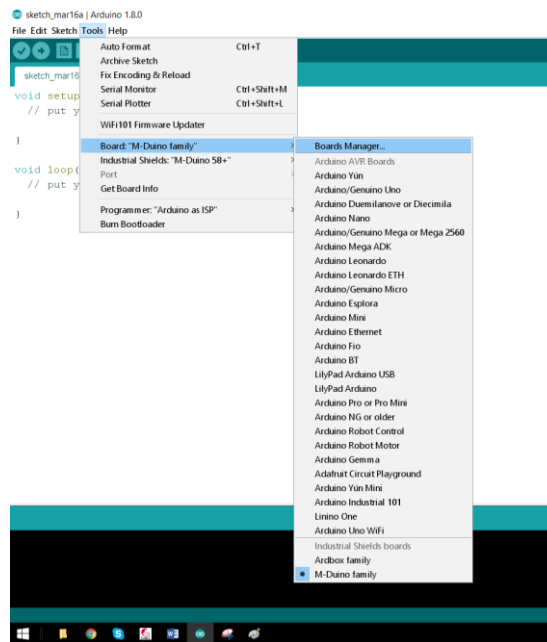 sketch_mar16a | Arduino 1.8.0
File Edit Sketch Tools Help
sketch_mar16
void setup
// put y
}
void loop(
// put y
}
Auto Format Ctrl+T
Archive Sketch
Fix Encoding & Reload
Serial Monitor Ctrl+Shift+M
Serial Plotter Ctrl+Shift+L
WiFi101 Firmware Updater
Board: "M-Duino family"
Industrial Shields: "M-Duino 58+"
Port
Get Board Info
Programmer: "Arduino as ISP"
Burn Bootloader
Boards Manager...
Arduino AVR Boards
Arduino Yún
Arduino/Genuino Uno
Arduino Duemilanove or Diecimila
Arduino Nano
Arduino/Genuino Mega or Mega 2560
Arduino Mega ADK
Arduino Leonardo
Arduino Leonardo ETH
Arduino/Genuino Micro
Arduino Esplora
Arduino Mini
Arduino Ethernet
Arduino Fio
Arduino BT
LilyPad Arduino USB
LilyPad Arduino
Arduino Pro or Pro Mini
Arduino NG or older
Arduino Robot Control
Arduino Robot Motor
Arduino Gemma
Adafruit Circuit Playground
Arduino Yún Mini
Arduino Industrial 101
Linino One
Arduino Uno WiFi
Industrial Shields boards
Ardbox family
M-Duino family